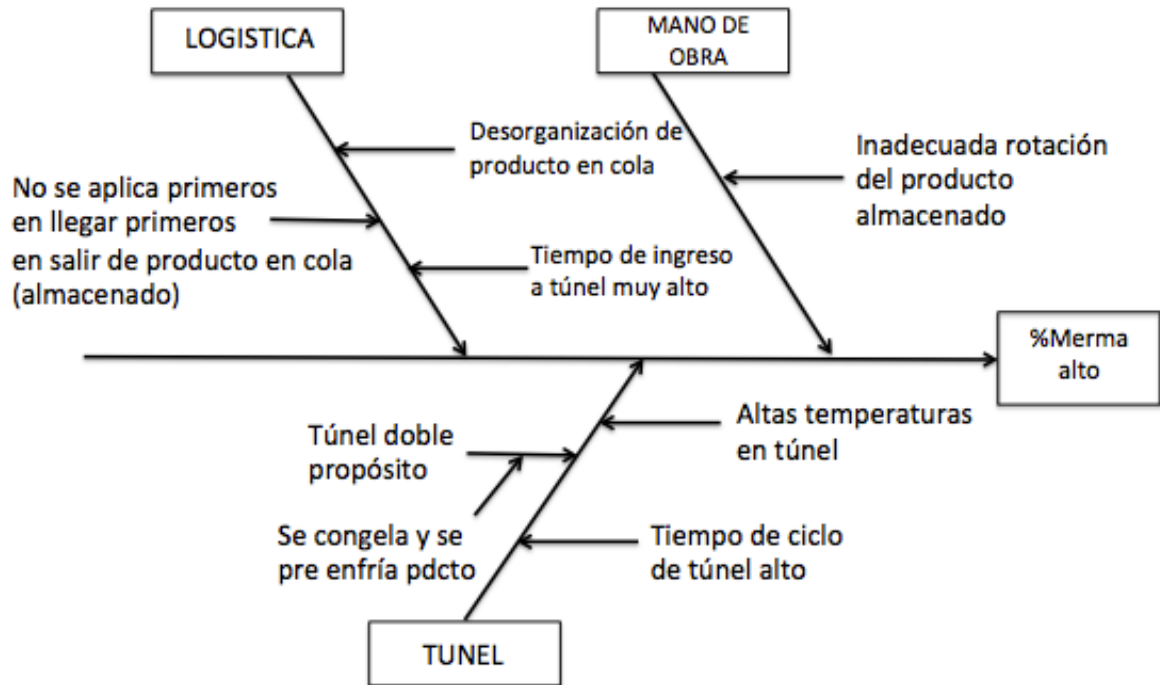 LOGISTICA
MANO DE
OBRA
Desorganización de
producto en cola
Inadecuada rotación
del producto
almacenado
No se aplica primeros
en llegar primeros
en salir de producto en cola
(almacenado)
Tiempo de ingreso
a túnel muy alto
%Merma
alto
Túnel doble
propósito
Altas temperaturas
en túnel
Se congela y se
pre enfría pdcto
Tiempo de ciclo
de túnel alto
TUNEL